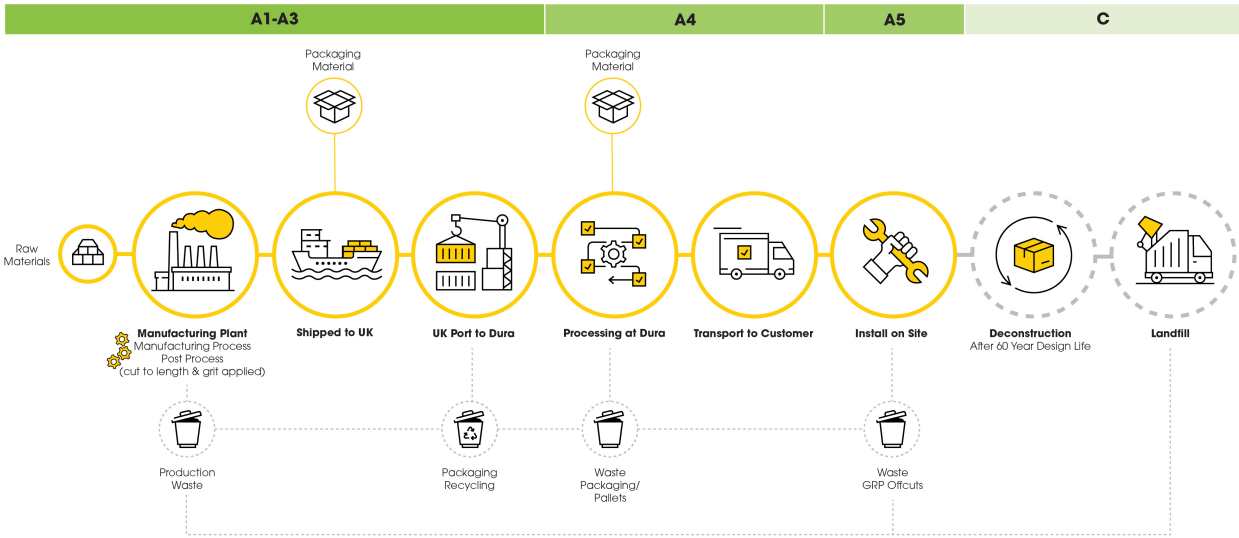 A1-A3
A4
A5
C
Packaging
Material
Packaging
Material
Raw
Materials
Manufacturing Plant
Manufacturing Process
Post Process
(cut to length & grit applied)
Shipped to UK
UK Port to Dura
Processing at Dura
Transport to Customer
Install on Site
Deconstruction
After 60 Year Design Life
Landfill
Production
Waste
Packaging
Recycling
Waste
Packaging/
Pallets
Waste
GRP Offcuts